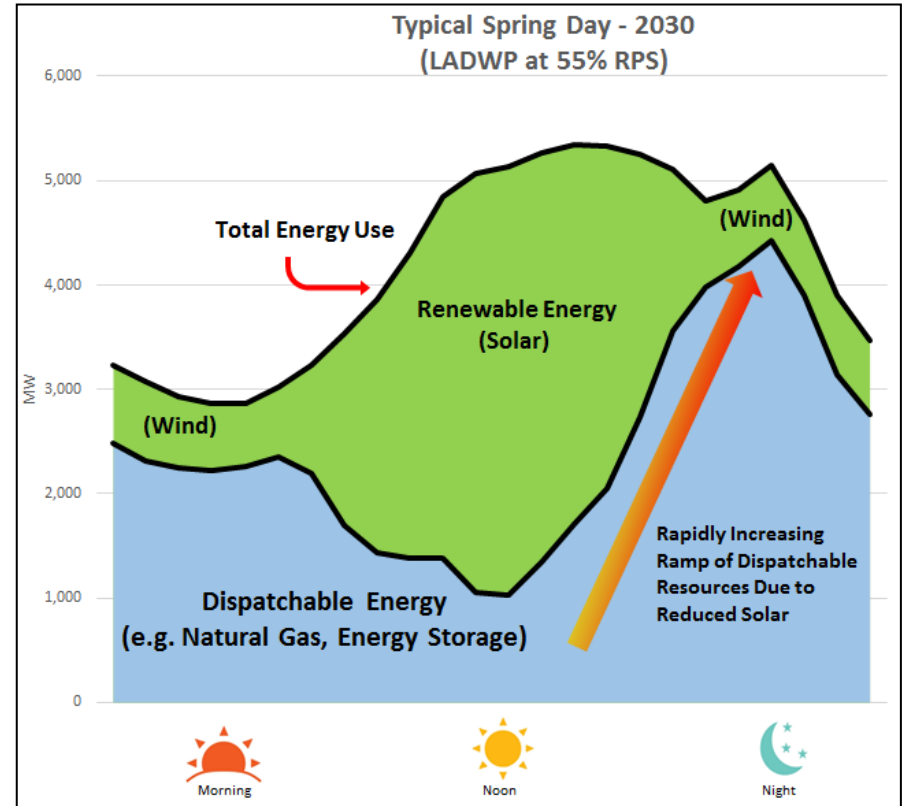 Typical Spring Day - 2030
(LADWP at 55% RPS)
6,000
5,000
4,000
3,000
2,000
1,000
0
MW
Total Energy Use
(Wind)
Renewable Energy
(Solar)
(Wind)
Dispatchable Energy
(e.g. Natural Gas, Energy Storage)
Rapidly Increasing
Ramp of Dispatchable
Resources Due to
Reduced Solar
Morning
Noon
Night